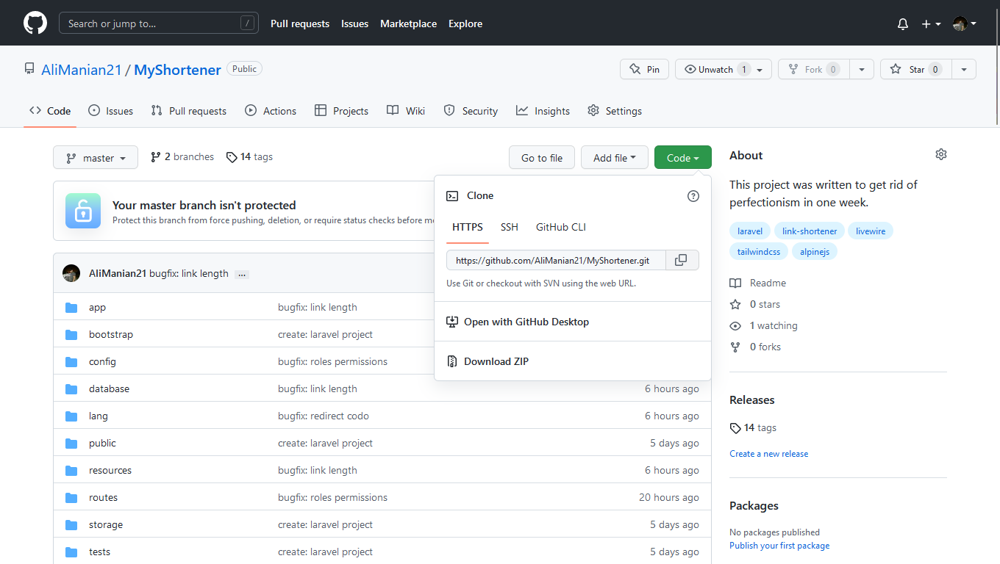 Search or jump to... /
Pull requests Issues Marketplace Explore
AliManian21 / MyShortener Public
Pin Unwatch 1 Fork 0 Star 0
Code Issues Pull requests Actions Projects Wiki Security Insights Settings
master 2 branches 14 tags
Go to file Add file Code
Your master branch isn't protected
Protect this branch from force pushing, deletion, or require status checks before
AliManian21 bugfix: link length ...
Clone
HTTPS SSH GitHub CLI
https://github.com/AliManian21/MyShortener.git
Use Git or checkout with SVN using the web URL.
Open with GitHub Desktop
Download ZIP
app bugfix: link length
bootstrap create: laravel project
config bugfix: roles permissions
database bugfix: link length 6 hours ago
lang bugfix: redirect codo 6 hours ago
public create: laravel project 5 days ago
resources bugfix: link length 6 hours ago
routes bugfix: roles permissions 20 hours ago
storage create: laravel project 5 days ago
tests create: laravel project 5 days ago
About
This project was written to get rid of
perfectionism in one week.
laravel link-shortener livewire
tailwindcss alpinejs
Readme
0 stars
1 watching
0 forks
Releases
14 tags
Create a new release
Packages
No packages published
Publish your first package